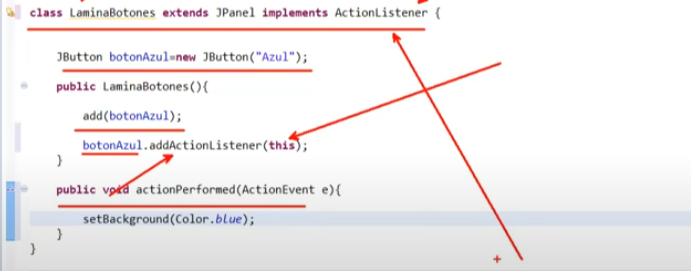 class LaminaBotones extends JPanel implements ActionListener {
JButton botonAzul=new JButton("Azul");
public LaminaBotones(){
add(botonAzul);
botonAzul.addActionListener(this);
}
public void actionPerformed(ActionEvent e){
setBackground(Color.blue);
}
}